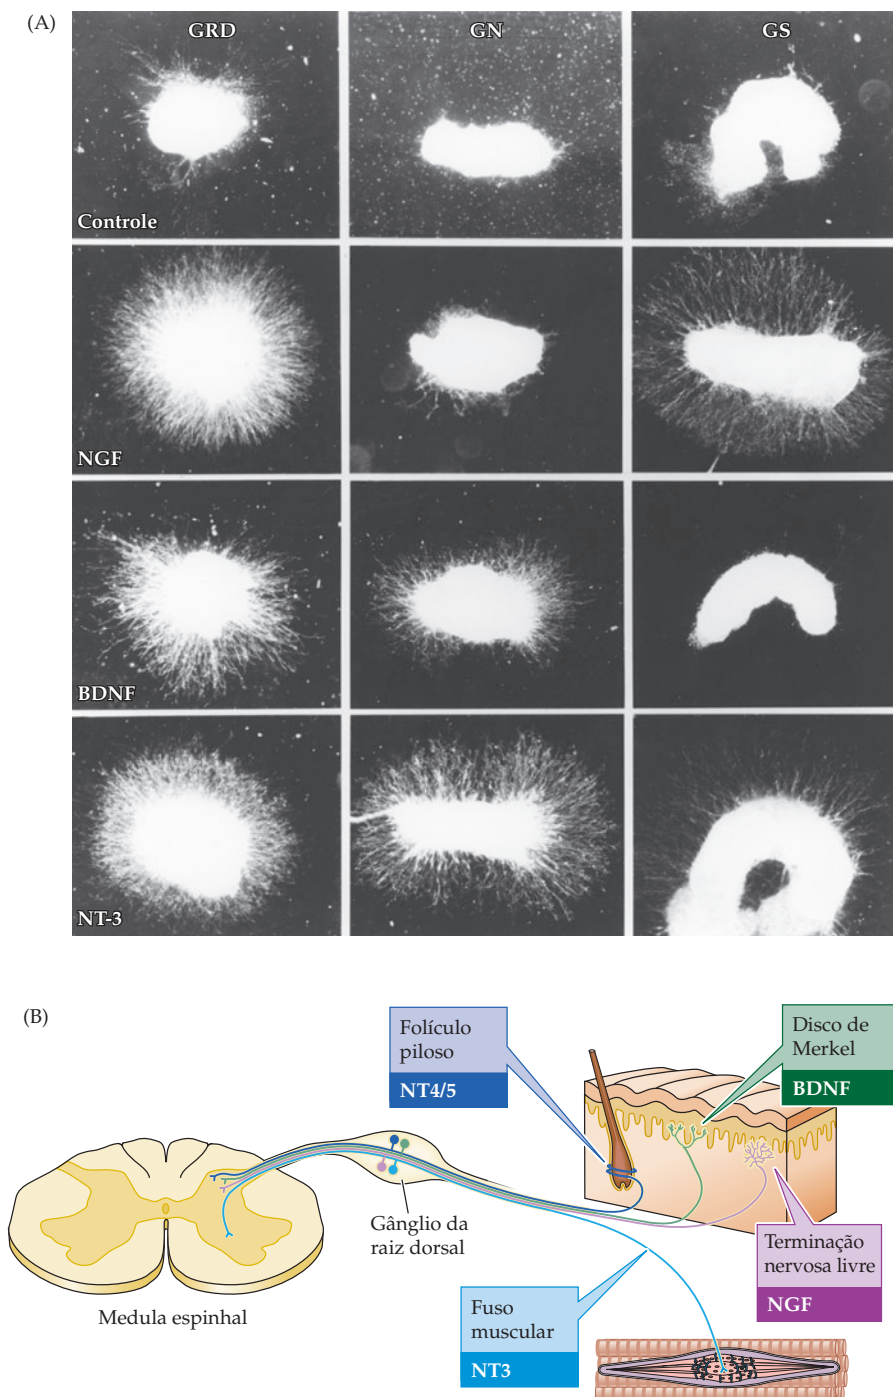 (A)
GRD
GN
GS
Controle
NGF
BDNF
NT-3
(B)
Folículo
piloso
NT4/5
Disco de
Merkel
BDNF
Gânglio da
raiz dorsal
Medula espinhal
Terminação
nervosa livre
NGF
Fuso
muscular
NT3